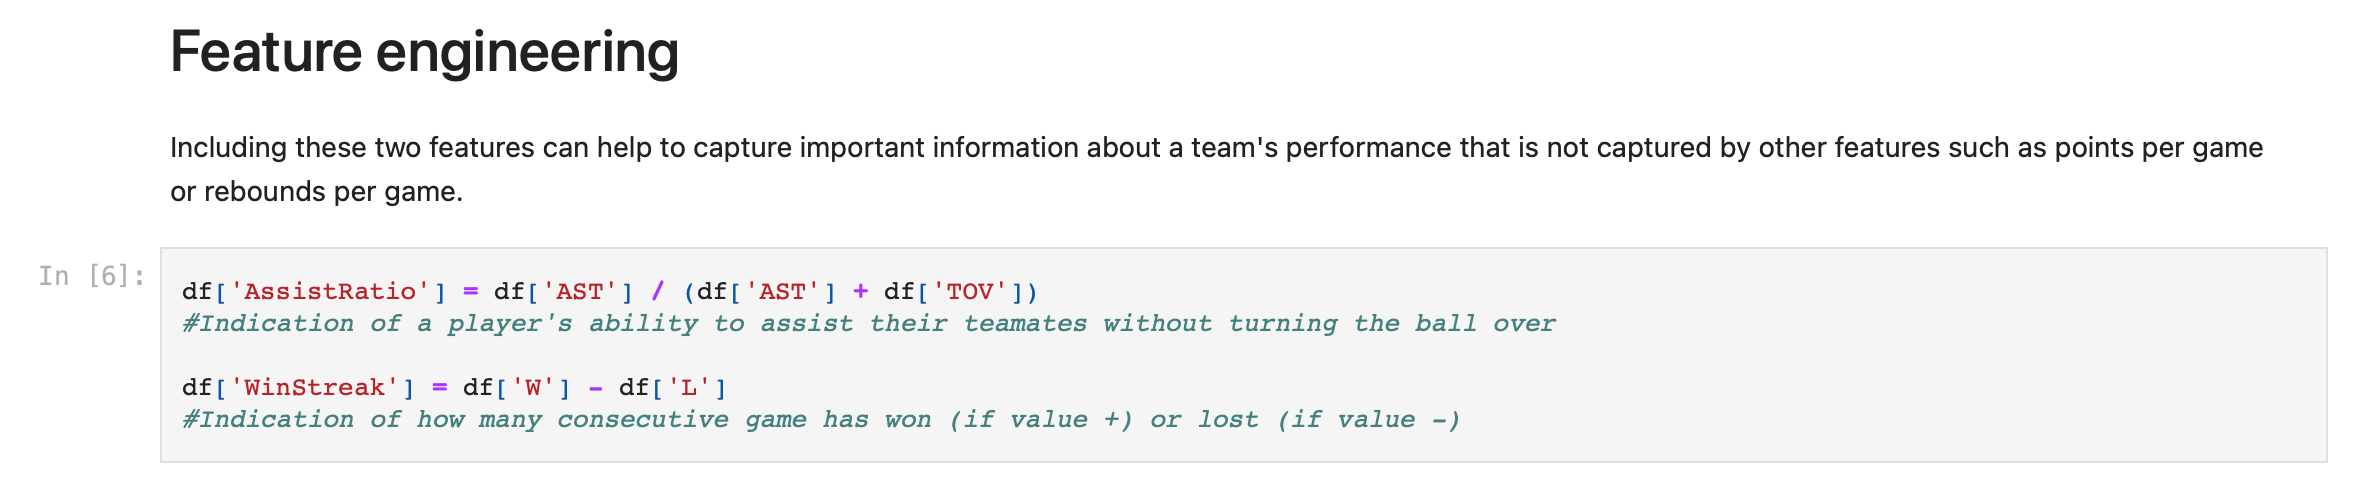 Feature engineering
Including these two features can help to capture important information about a team's performance that is not captured by other features such as points per game
or rebounds per game.
In [6]:
df['AssistRatio'] = df['AST'] / (df['AST'] + df['TOV'])
#Indication of a player's ability to assist their teamates without turning the ball over
df['WinStreak'] = df['W'] - df['L']
#Indication of how many consecutive game has won (if value +) or lost (if value -)